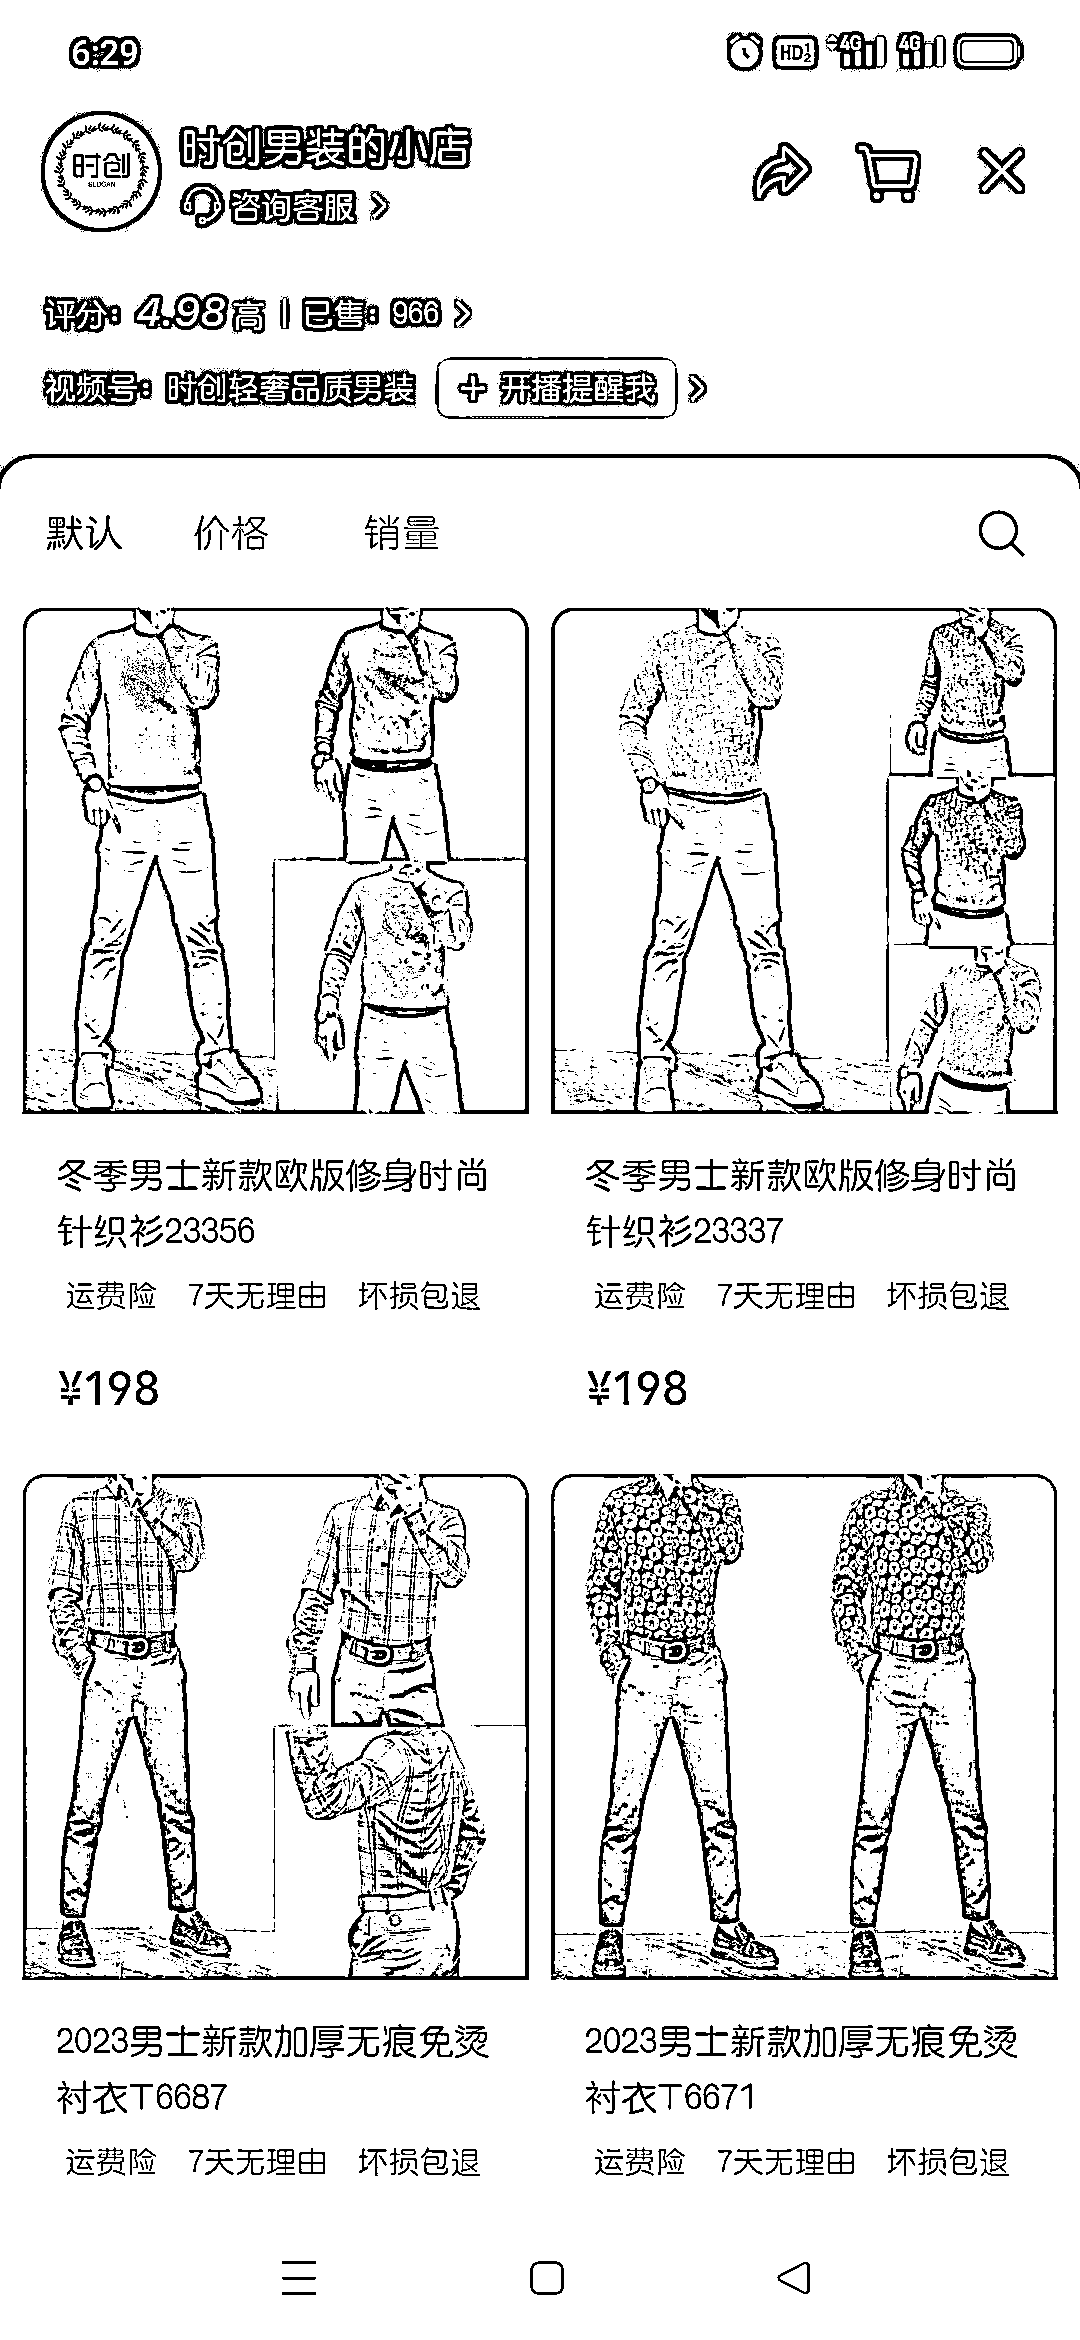 6:29
HD 4G 4G
时创男装的小店
时创
SLOGAN
咨询客服
评分: 4.98 高 | 已售: 966
视频号: 时创轻奢品质男装 + 开播提醒我
默认 价格 销量
冬季男士新款欧版修身时尚
针织衫23356
运费险 7天无理由 坏损包退
¥198
冬季男士新款欧版修身时尚
针织衫23337
运费险 7天无理由 坏损包退
¥198
2023男士新款加厚无痕免烫
衬衣T6687
运费险 7天无理由 坏损包退
2023男士新款加厚无痕免烫
衬衣T6671
运费险 7天无理由 坏损包退